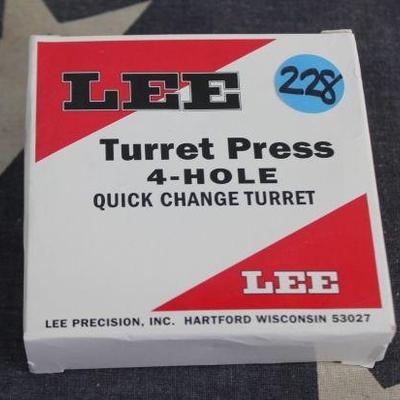 LEE
228
Turret Press
4-HOLE
QUICK CHANGE TURRET
LEE
LEE PRECISION, INC. HARTFORD WISCONSIN 53027